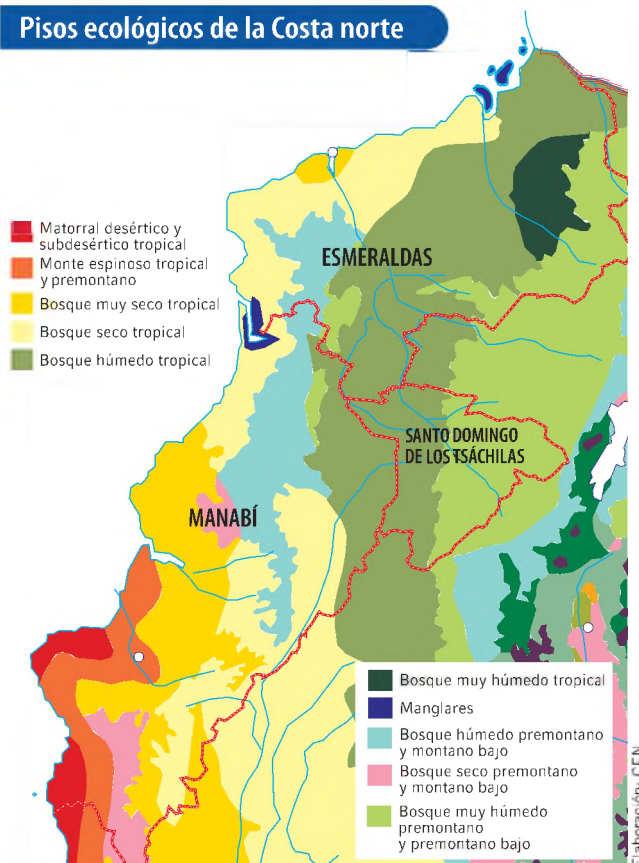 Pisos ecológicos de la Costa norte
Matorral desértico y
subdesértico tropical
Monte espinoso tropical
y premontano
Bosque muy seco tropical
Bosque seco tropical
Bosque húmedo tropical
ESMERALDAS
SANTO DOMINGO
DE LOS TSÁCHILAS
MANABÍ
Bosque muy húmedo tropical
Manglares
Bosque húmedo premontano
y montano bajo
Bosque seco premontano
y montano bajo
Bosque muy húmedo
premontano
y premontano bajo
Elaboración: CEN